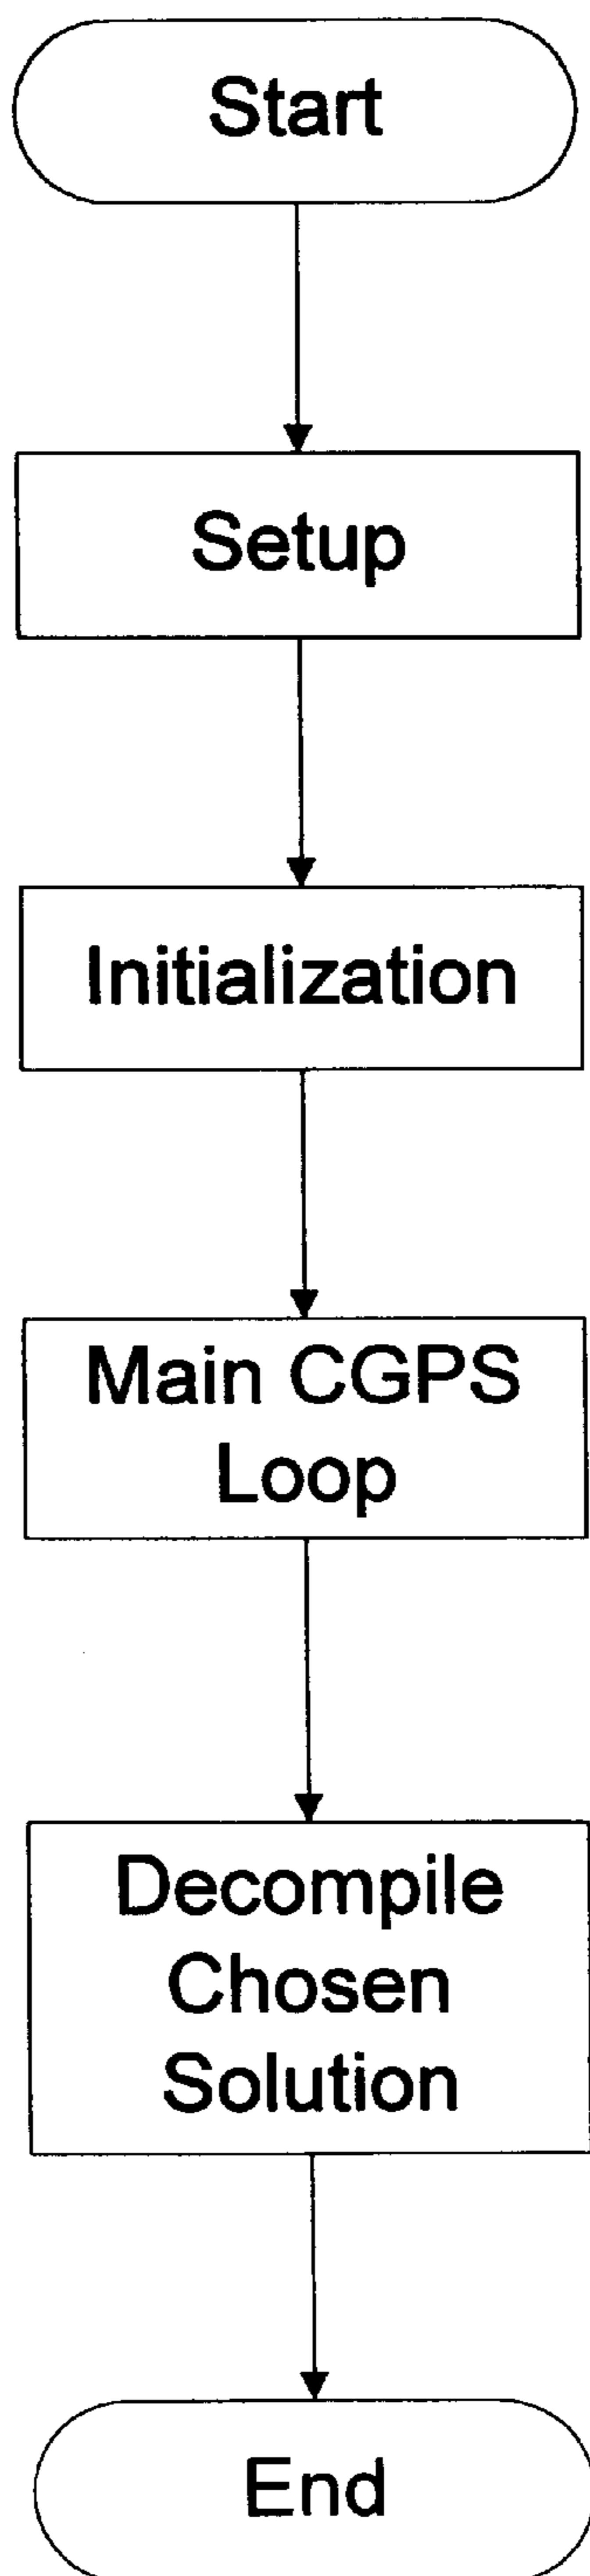 Start
Setup
Initialization
Main CGPS
Loop
Decompile
Chosen
Solution
End